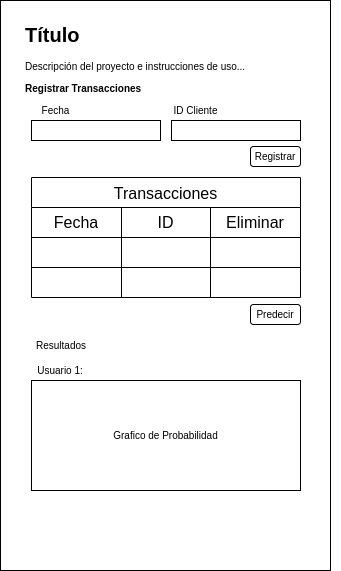 Título
Descripción del proyecto e instrucciones de uso...
Registrar Transacciones
Fecha ID Cliente
Registrar
Transacciones
Fecha ID Eliminar
Predecir
Resultados
Usuario 1:
Grafico de Probabilidad